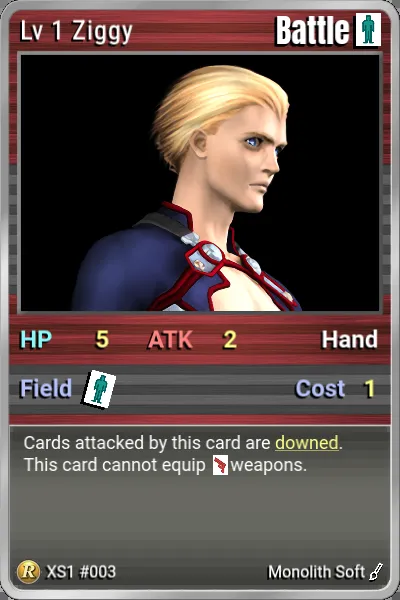 Lv 1 Ziggy
Battle
HP 5 ATK 2 Hand
Field Cost 1
Cards attacked by this card are downed.
This card cannot equip weapons.
R XS1 #003 Monolith Soft